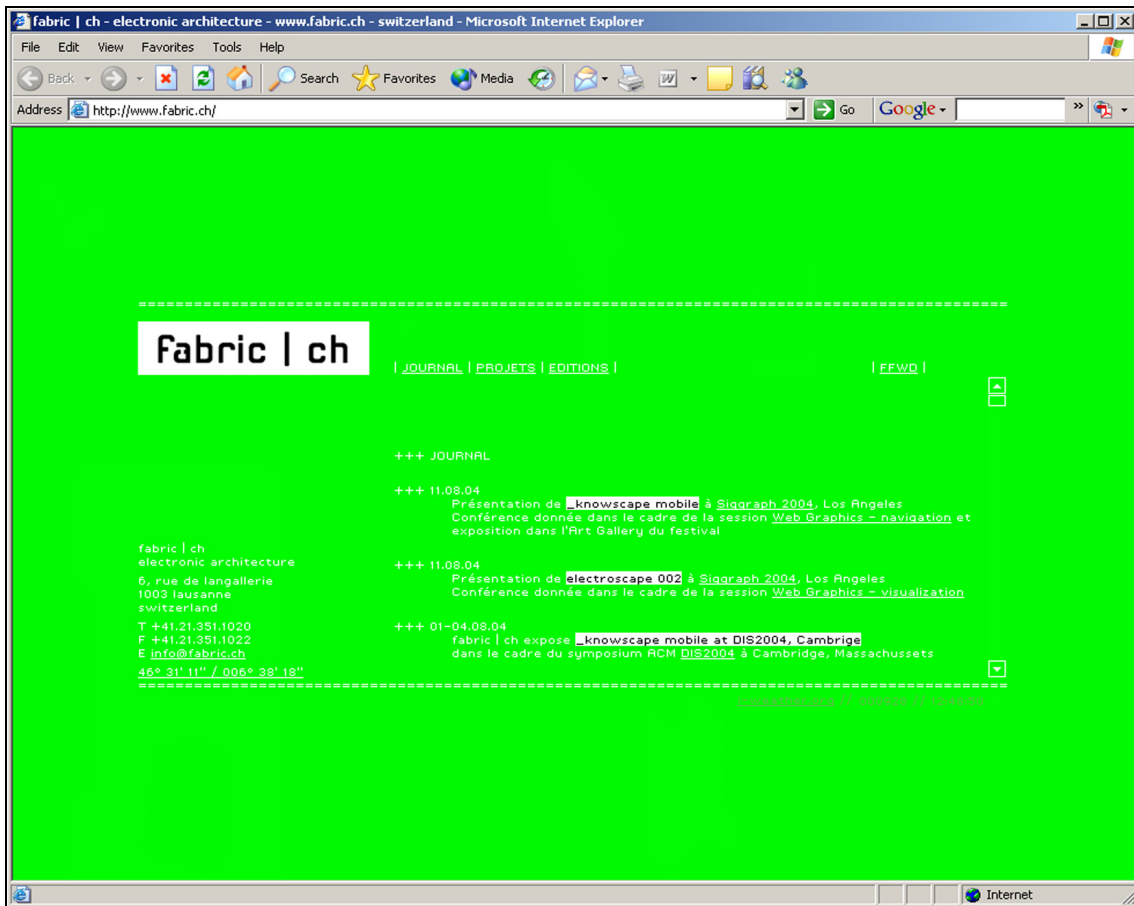 fabric | ch - electronic architecture - www.fabric.ch - switzerland - Microsoft Internet Explorer
File Edit View Favorites Tools Help
Back Search Favorites Media
Address http://www.fabric.ch/ Go Google
================================================
fabric | ch
| JOURNAL | PROJETS | EDITIONS | | FFWD |
+++ JOURNAL
+++ 11.08.04
Présentation de _knowscape mobile à Siggraph 2004, Los Angeles
Conférence donnée dans le cadre de la session Web Graphics - navigation et
exposition dans l'Art Gallery du festival
+++ 11.08.04
Présentation de electroscape 002 à Siggraph 2004, Los Angeles
Conférence donnée dans le cadre de la session Web Graphics - visualization
+++ 01-04.08.04
fabric | ch expose _knowscape mobile at DIS2004, Cambrige
dans le cadre du symposium ACM DIS2004 à Cambridge, Massachussets
fabric | ch
electronic architecture
6, rue de langallerie
1003 lausanne
switzerland
T +41.21.351.1020
F +41.21.351.1022
E info@fabric.ch
46° 31' 11" / 006° 38' 18"
================================================
Internet